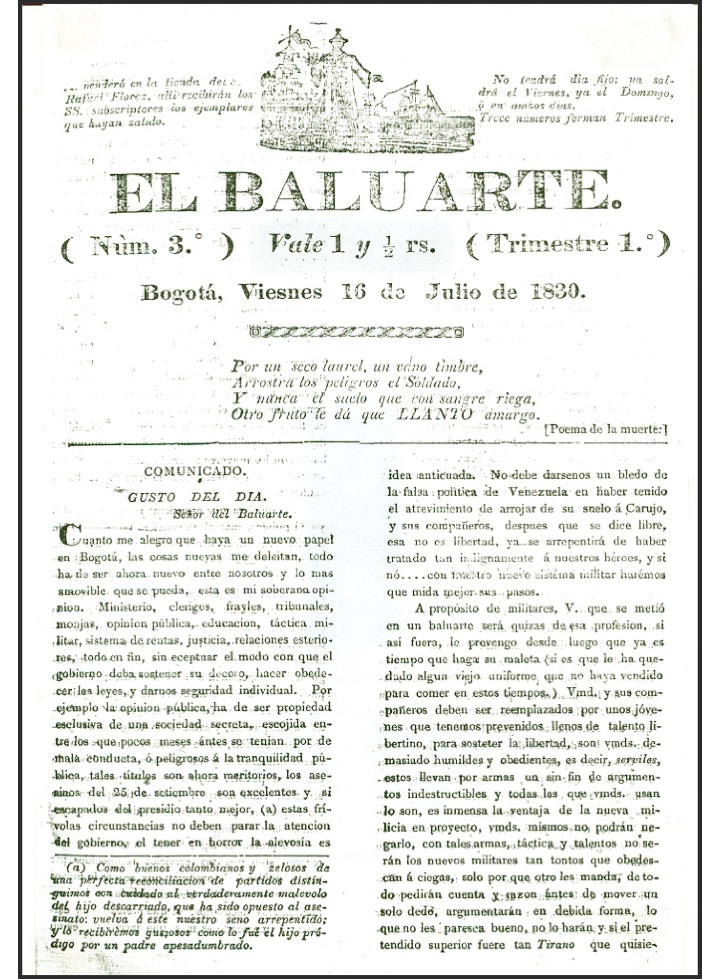 nenderá en la tienda del S.
Rafael Florez, alli recibirán los
SS. subscriptores los ejemplares
que hayan salido.
No tendrá dia fijo: ya sal-
drá el Viernes, ya el Domingo,
ó en ambos dias.
Trece números forman Trimestre.
EL BALUARTE.
( Núm. 3.° ) Vale 1 y ½ rs. ( Trimestre 1.° )
Bogotá, Viesnes 16 de Julio de 1830.
Por un seco laurel, un vano timbre,
Arrostra los peligros el Soldado,
Y nunca el suelo que con sangre riega,
Otro fruto le dá que LLANTO amargo.
[Poema de la muerte:]
COMUNICADO.
GUSTO DEL DIA.
Señor del Baluarte.
Cuanto me alegro que haya un nuevo papel
en Bogotá, las cosas nuevas me deleitan, todo
ha de ser ahora nuevo entre nosotros y lo mas
amovible que se pueda, esta es mi soberana opi-
nion. Ministerio, clerigos, frayles, tribunales,
monjas, opinion pública, educacion, táctica mi-
litar, sistema de rentas, justicia, relaciones esterio-
res, todo en fin, sin eceptuar el modo con que el
gobierno deba sostener su decoro, hacer obede-
cer las leyes, y darnos seguridad individual. Por
ejemplo la opinion pública, ha de ser propiedad
esclusiva de una sociedad secreta, escojida en-
tre los que pocos meses ántes se tenian por de
mala conducta, ó peligrosos á la tranquilidad pú-
blica, tales titulos son ahora meritorios, los ase-
sinos del 25 de setiembre son excelentes y si
escapados del presidio tanto mejor, (a) estas frí-
volas circunstancias no deben parar la atencion
del gobierno, el tener en horror la alevosía es
(a) Como buenos colombianos y zelosos de
una perfecta reconciliacion de partidos distin-
guimos con cuidado al verdaderamente malevolo
del hijo descarriado, que ha sido opuesto al ase-
sinato: vuelva á este nuestro seno arrepentido;
y lo recibiremos gustosos como lo fué el hijo pró-
digo por un padre apesadumbrado.
idea anticuada. No debe darsenos un bledo de
la falsa política de Venezuela en haber tenido
el atrevimiento de arrojar de su suelo á Carujo,
y sus compañeros, despues que se dice libre,
esa no es libertad, ya se arrepentirá de haber
tratado tan indignamente á nuestros héroes, y si
nó....con nuestro nuevo sistéma militar harémos
que mida mejor sus pasos.
A propósito de militares, V. que se metió
en un baluarte será quizas de esa profesion, si
así fuera, le prevengo desde luego que ya es
tiempo que haga su maleta (si es que le ha que-
dado algun viejo uniforme que no haya vendido
para comer en estos tiempos.) Vmd. y sus com-
pañeros deben ser reemplazados por unos jóve-
nes que tenemos prevenidos llenos de talento li-
bertino, para sosteter la libertad, son vmds. de-
masiado humildes y obedientes, es decir, serviles,
estos llevan por armas un sin fin de argumen-
tos indestructibles y todas las que vmds. usan
lo son, es inmensa la ventaja de la nueva mi-
licia en proyecto, vmds. mismos no podrán ne-
garlo, con tales armas, táctica y talentos no se-
rán los nuevos militares tan tontos que obedes-
can á ciegas, solo por que otro les manda, de to-
do pedirán cuenta y razon ántes de mover un
solo dedo, argumentarán en debida forma, lo
que no les paresca bueno, no lo harán y si el pre-
tendido superior fuere tan Tirano que quisie-